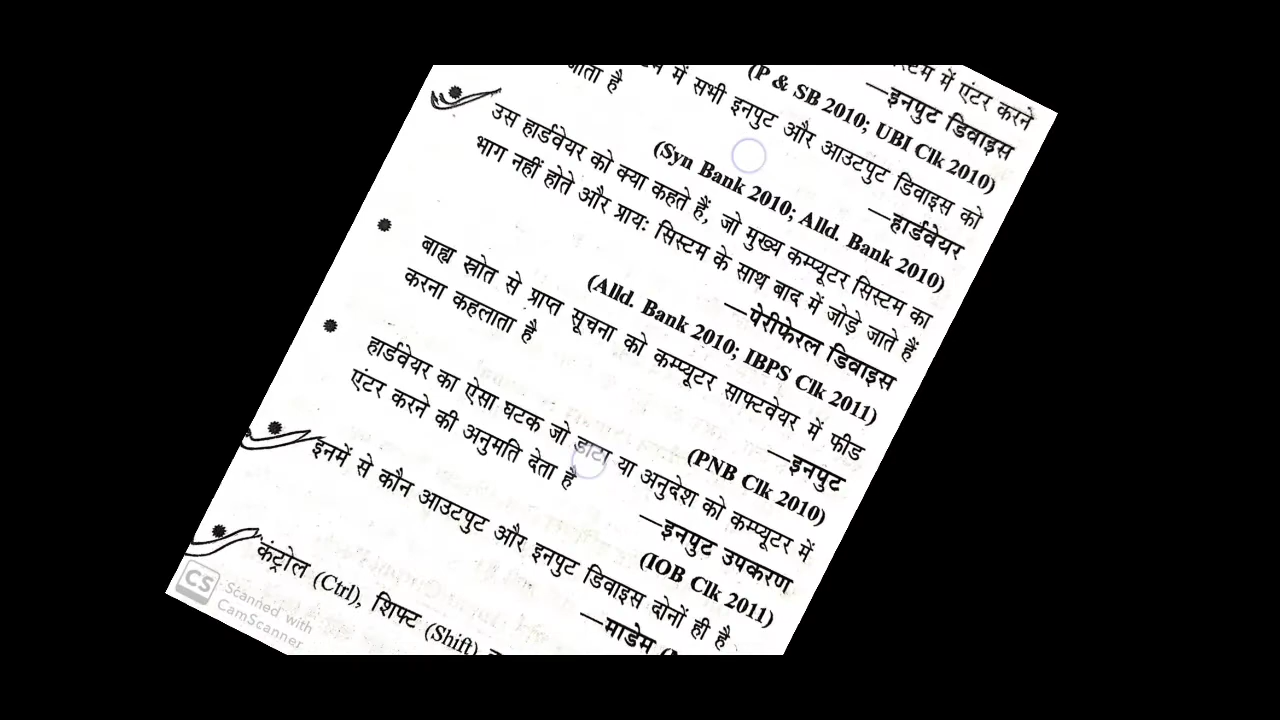 में एंटर करने
—इनपुट डिवाइस
(P & SB 2010; UBI Clk 2010)
में सभी इनपुट और आउटपुट डिवाइस को
जाता है
—हार्डवेयर
(Syn Bank 2010; Alld. Bank 2010)
उस हार्डवेयर को क्या कहते हैं, जो मुख्य कम्प्यूटर सिस्टम का
भाग नहीं होते और प्रायः सिस्टम के साथ बाद में जोड़े जाते हैं
—पेरीफेरल डिवाइस
(Alld. Bank 2010; IBPS Clk 2011)
बाह्य स्रोत से प्राप्त सूचना को कम्प्यूटर साफ्टवेयर में फीड
करना कहलाता है
—इनपुट
(PNB Clk 2010)
हार्डवेयर का ऐसा घटक जो डाटा या अनुदेश को कम्प्यूटर में
एंटर करने की अनुमति देता है
—इनपुट उपकरण
(IOB Clk 2011)
इनमें से कौन आउटपुट और इनपुट डिवाइस दोनों ही है
—माडेम
कंट्रोल (Ctrl), शिफ्ट (Shift)
CS Scanned with
CamScanner